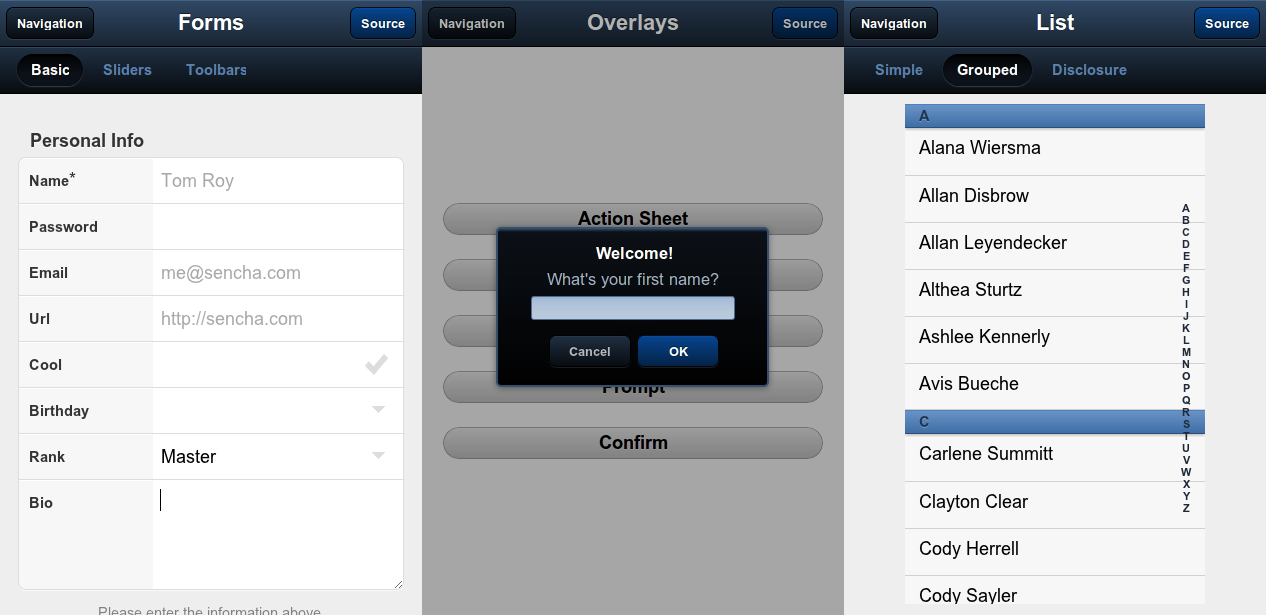 Navigation
Forms
Source
Basic
Sliders
Toolbars
Personal Info
Name*
Tom Roy
Password
Email
me@sencha.com
Url
http://sencha.com
Cool
Birthday
Rank
Master
Bio
Please enter the information above
Navigation
Overlays
Source
Action Sheet
Welcome!
What's your first name?
Cancel
OK
Prompt
Confirm
Navigation
List
Source
Simple
Grouped
Disclosure
A
Alana Wiersma
Allan Disbrow
Allan Leyendecker
Althea Sturtz
Ashlee Kennerly
Avis Bueche
C
Carlene Summitt
Clayton Clear
Cody Herrell
Cody Sayler
A
B
C
D
E
F
G
H
I
J
K
L
M
N
O
P
Q
R
S
T
U
V
W
X
Y
Z